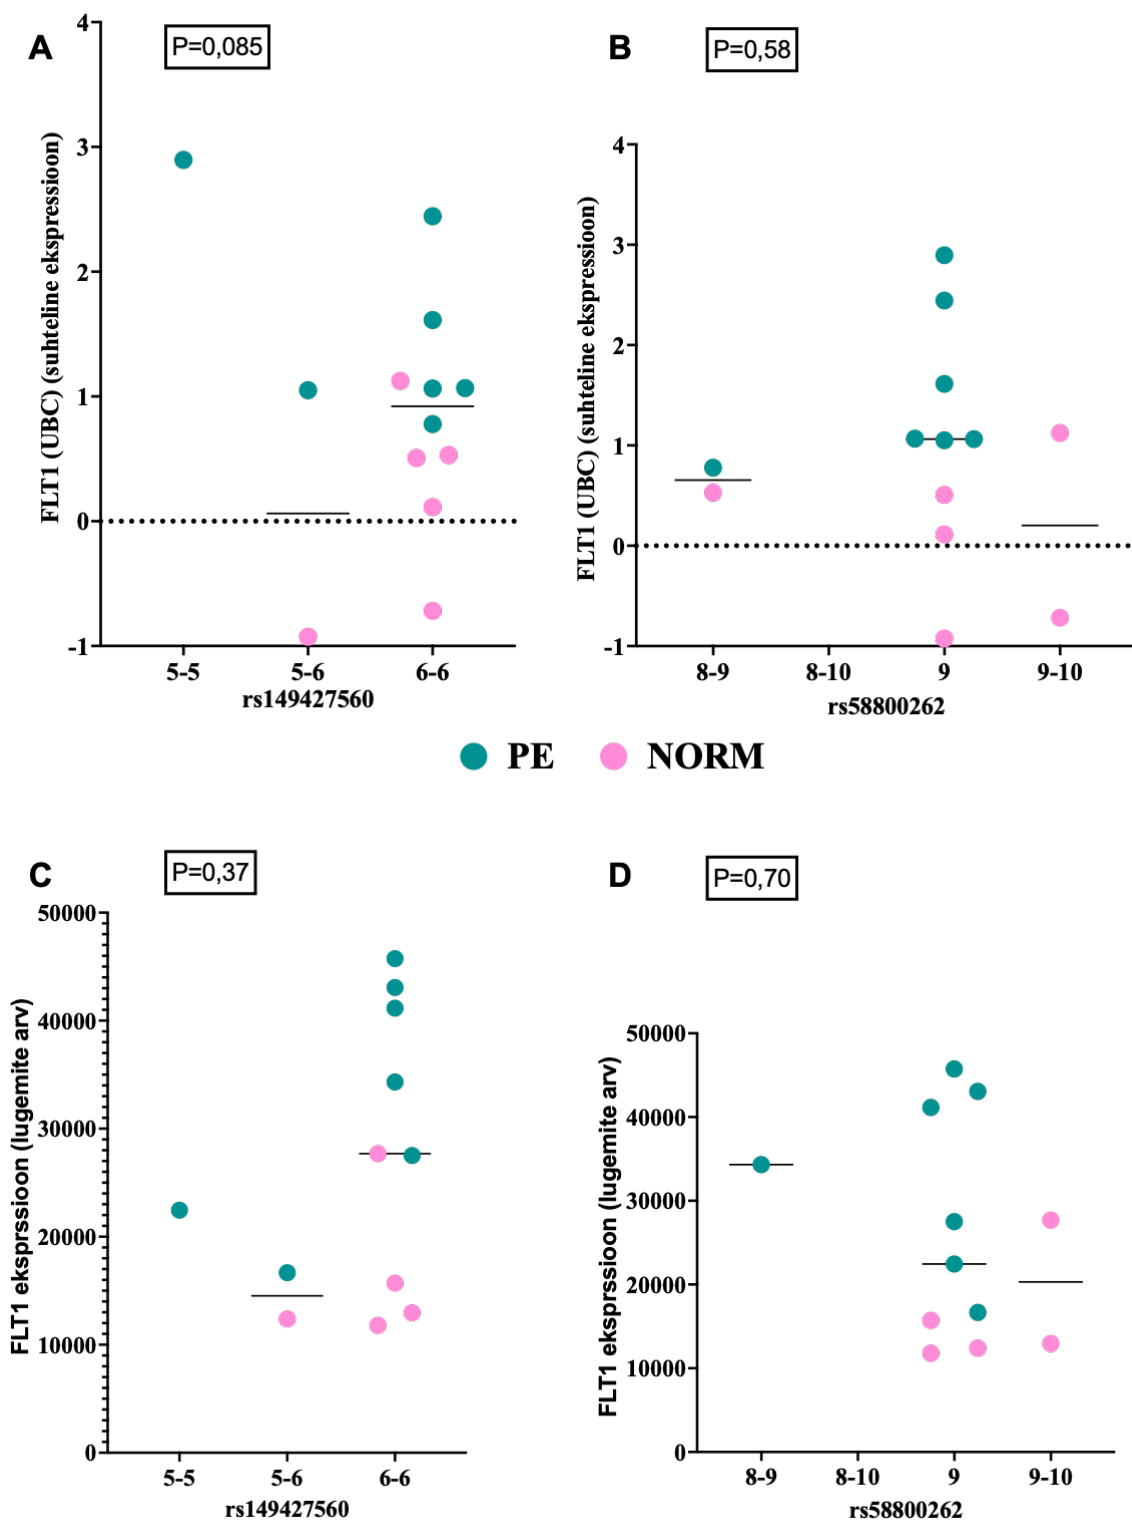 A
P=0,085
FLT1 (UBC) (suhteline ekspressioon)
4
3
2
1
0
-1
5-5 5-6 6-6
rs149427560
B
P=0,58
FLT1 (UBC) (suhteline ekspressioon)
4
3
2
1
0
-1
8-9 8-10 9 9-10
rs58800262
PE NORM
C
P=0,37
FLT1 eksprssioon (lugemite arv)
50000
40000
30000
20000
10000
0
5-5 5-6 6-6
rs149427560
D
P=0,70
FLT1 eksprssioon (lugemite arv)
50000
40000
30000
20000
10000
0
8-9 8-10 9 9-10
rs58800262